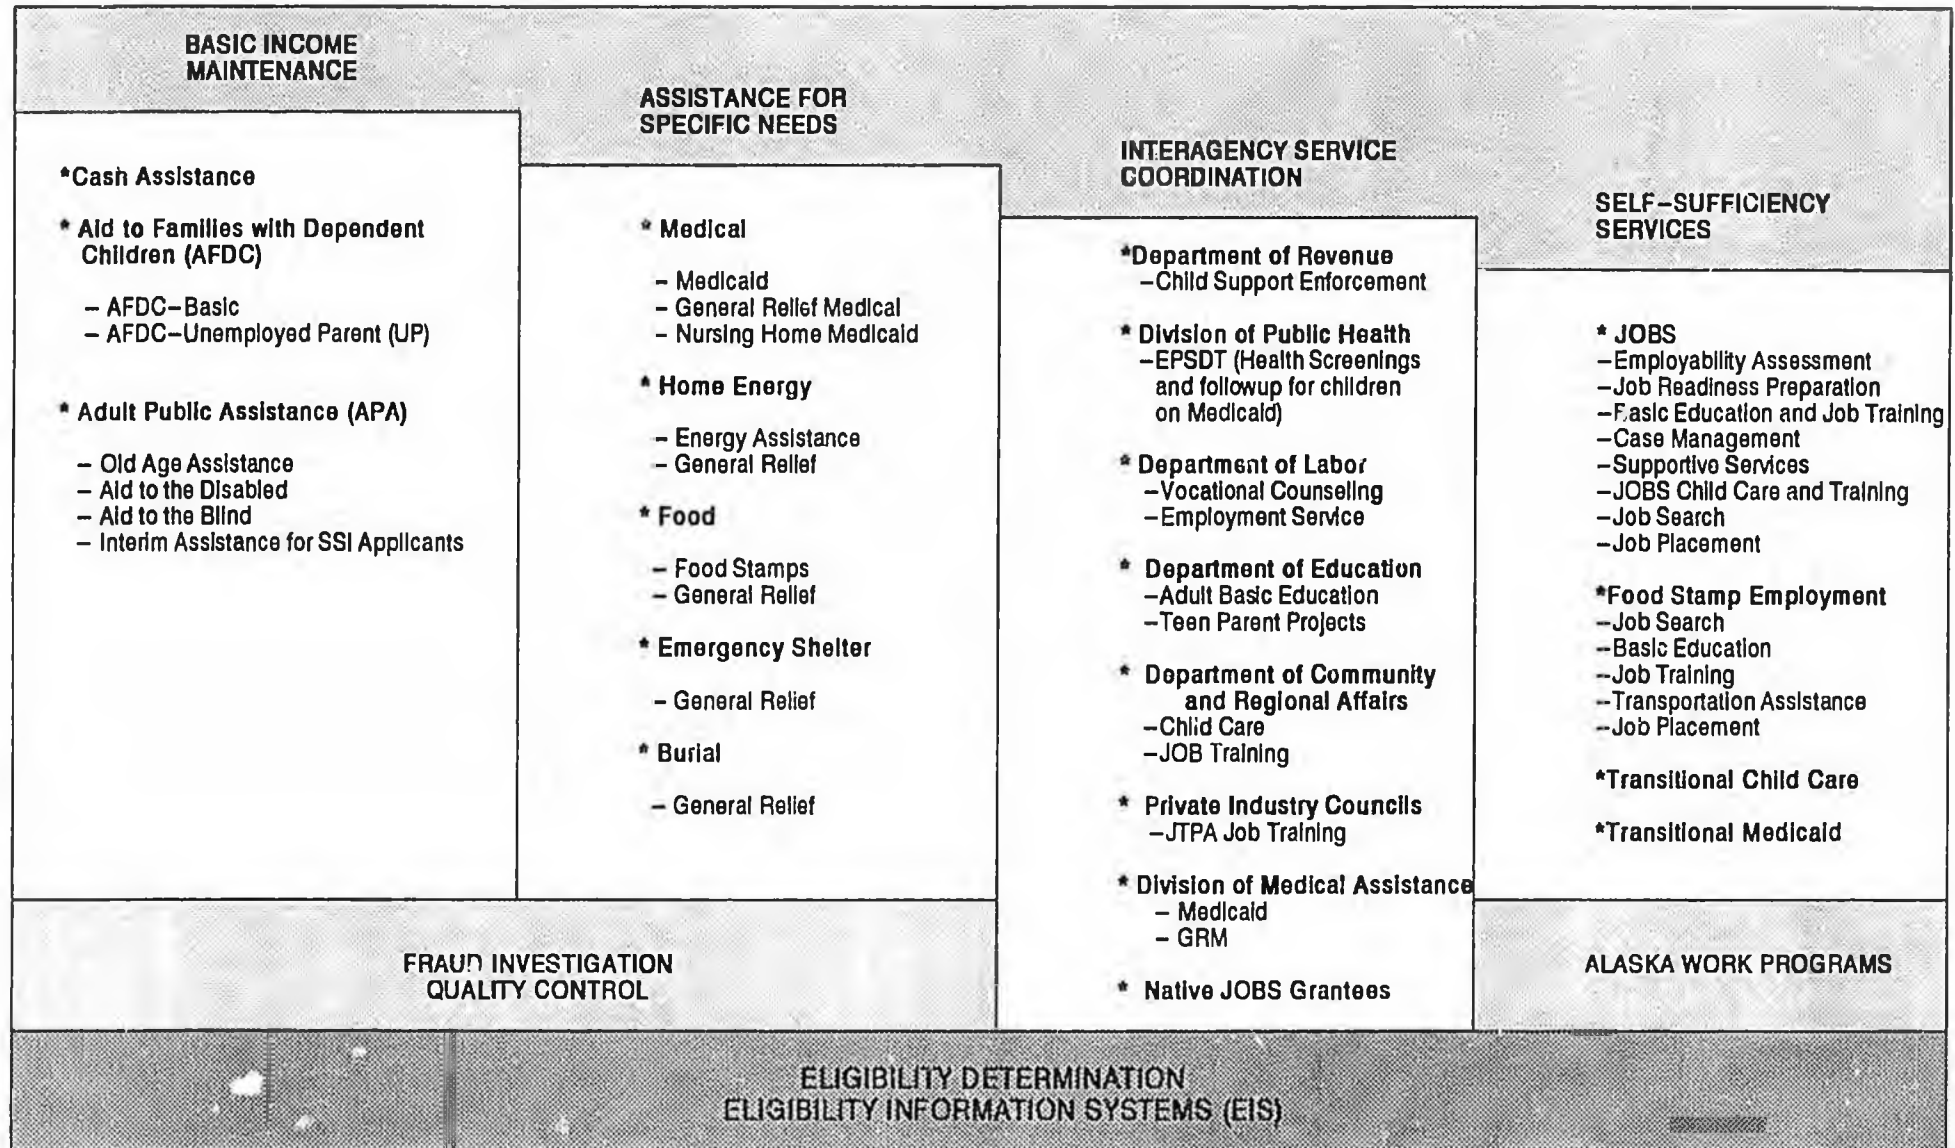 BASIC INCOME
MAINTENANCE
*Cash Assistance
* Aid to Families with Dependent
Children (AFDC)
– AFDC–Basic
– AFDC–Unemployed Parent (UP)
* Adult Public Assistance (APA)
– Old Age Assistance
– Aid to the Disabled
– Aid to the Blind
– Interim Assistance for SSI Applicants
ASSISTANCE FOR
SPECIFIC NEEDS
* Medical
– Medicaid
– General Relief Medical
– Nursing Home Medicaid
* Home Energy
– Energy Assistance
– General Relief
* Food
– Food Stamps
– General Relief
* Emergency Shelter
– General Relief
* Burial
– General Relief
INTERAGENCY SERVICE
COORDINATION
*Department of Revenue
–Child Support Enforcement
* Division of Public Health
–EPSDT (Health Screenings
and followup for children
on Medicaid)
* Department of Labor
–Vocational Counseling
–Employment Service
* Department of Education
–Adult Basic Education
–Teen Parent Projects
* Department of Community
and Regional Affairs
–Child Care
–JOB Training
* Private Industry Councils
–JTPA Job Training
* Division of Medical Assistance
– Medicaid
– GRM
* Native JOBS Grantees
SELF–SUFFICIENCY
SERVICES
* JOBS
–Employability Assessment
–Job Readiness Preparation
–Basic Education and Job Training
–Case Management
–Supportive Services
–JOBS Child Care and Training
–Job Search
–Job Placement
*Food Stamp Employment
–Job Search
–Basic Education
–Job Training
–Transportation Assistance
–Job Placement
*Transitional Child Care
*Transitional Medicaid
FRAUD INVESTIGATION
QUALITY CONTROL
ALASKA WORK PROGRAMS
ELIGIBILITY DETERMINATION
ELIGIBILITY INFORMATION SYSTEMS (EIS)